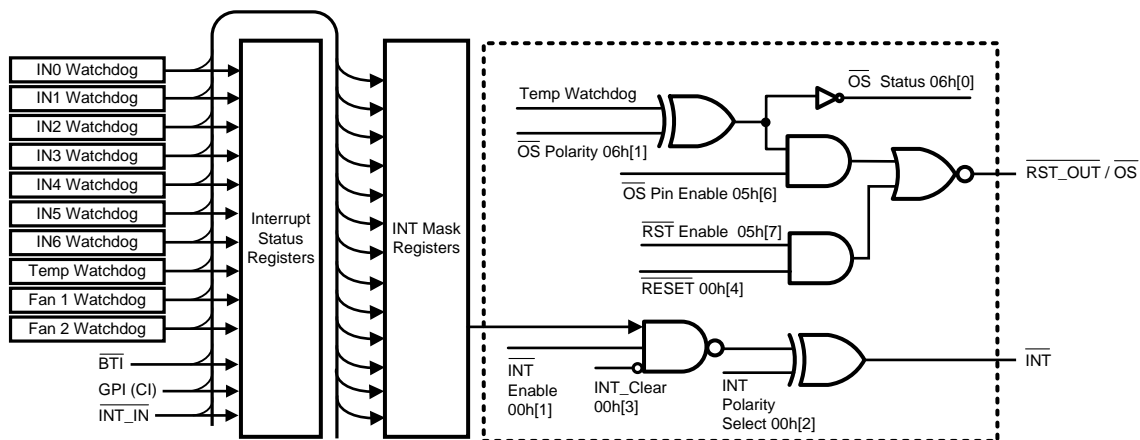 IN0 Watchdog
IN1 Watchdog
IN2 Watchdog
IN3 Watchdog
IN4 Watchdog
IN5 Watchdog
IN6 Watchdog
Temp Watchdog
Fan 1 Watchdog
Fan 2 Watchdog
BTI
GPI (CI)
INT_IN
Interrupt
Status
Registers
INT Mask
Registers
Temp Watchdog
OS Polarity 06h[1]
OS Status 06h[0]
OS Pin Enable 05h[6]
RST Enable 05h[7]
RESET 00h[4]
RST_OUT / OS
INT
Enable
00h[1]
INT_Clear
00h[3]
INT
Polarity
Select 00h[2]
INT